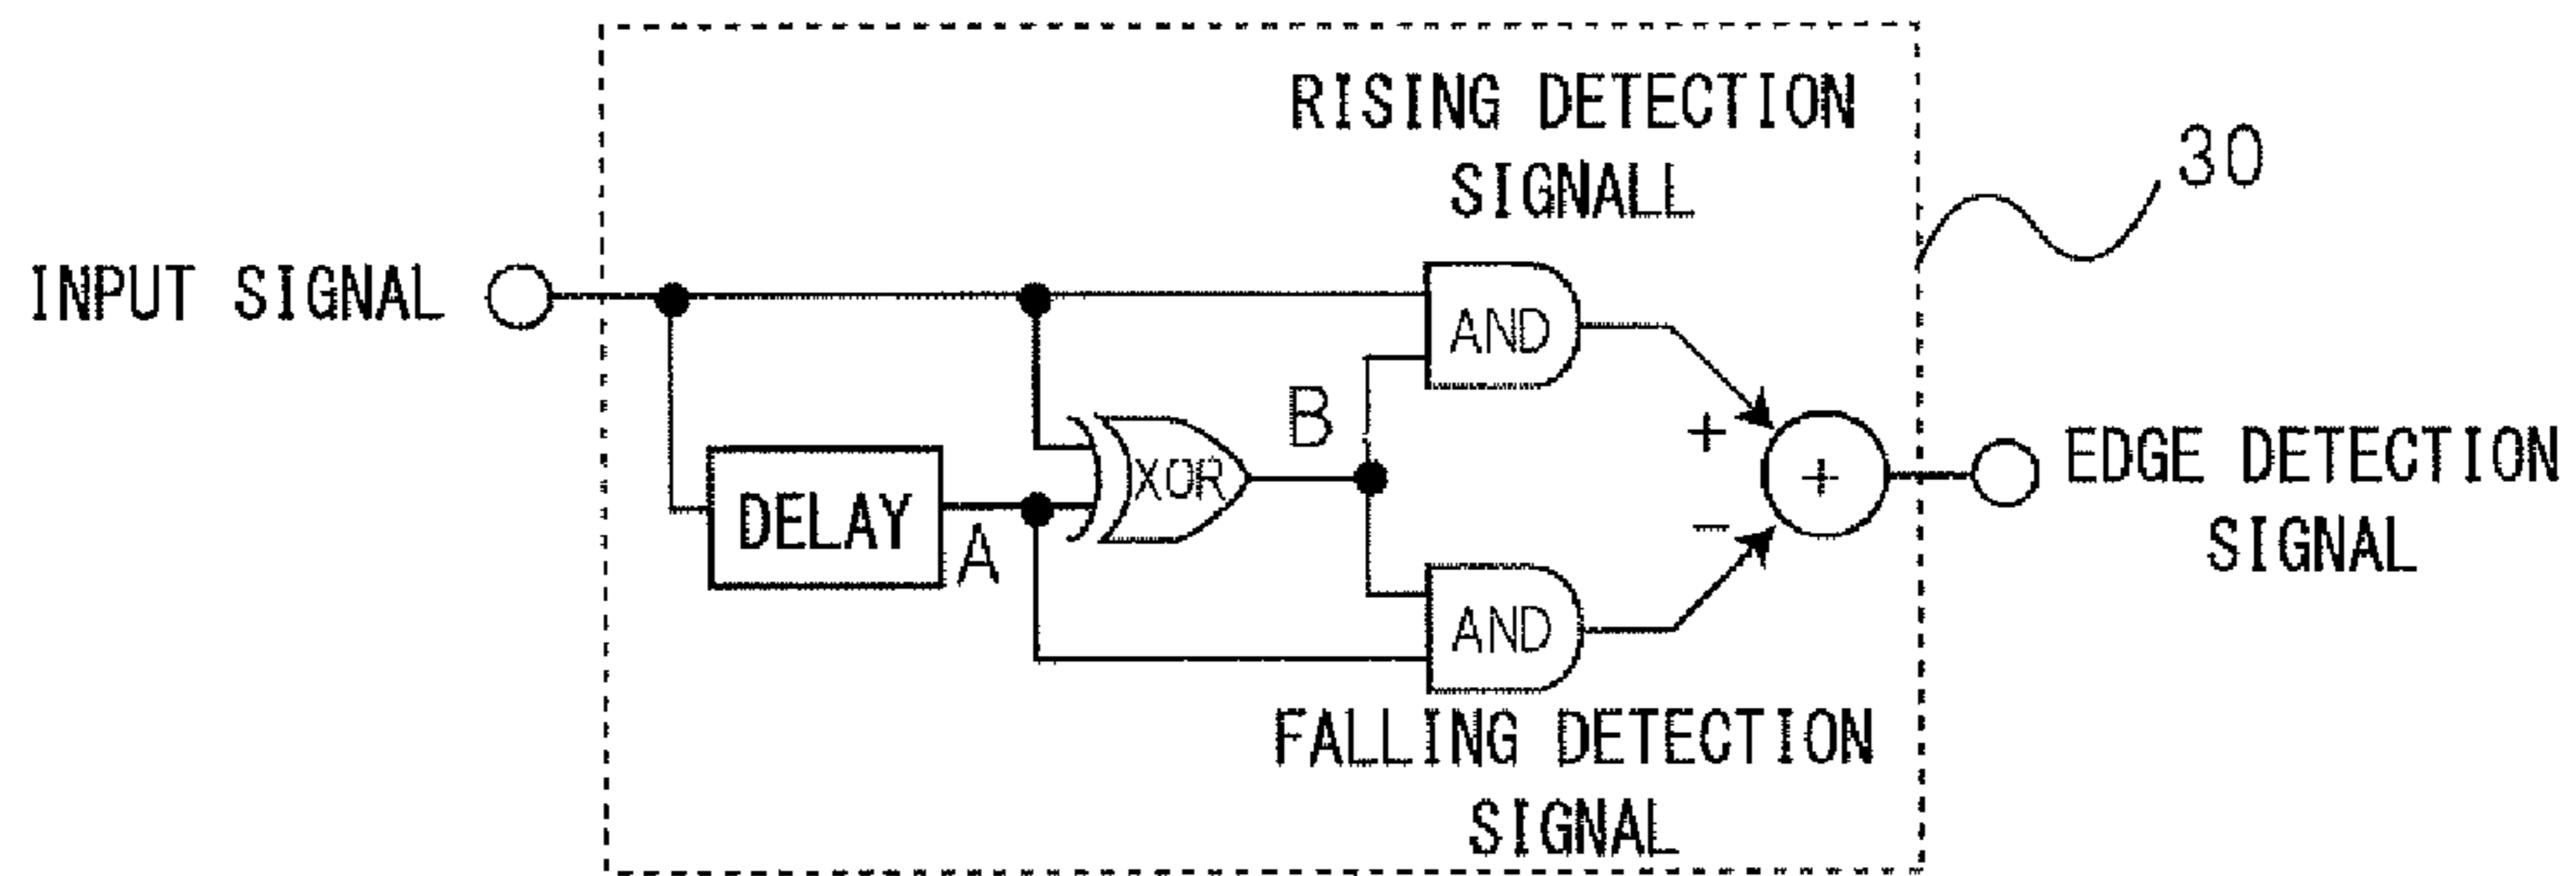 RISING DETECTION
SIGNALL
30
INPUT SIGNAL
AND
B
+
XOR
+
EDGE DETECTION
SIGNAL
DELAY
A
−
AND
FALLING DETECTION
SIGNAL